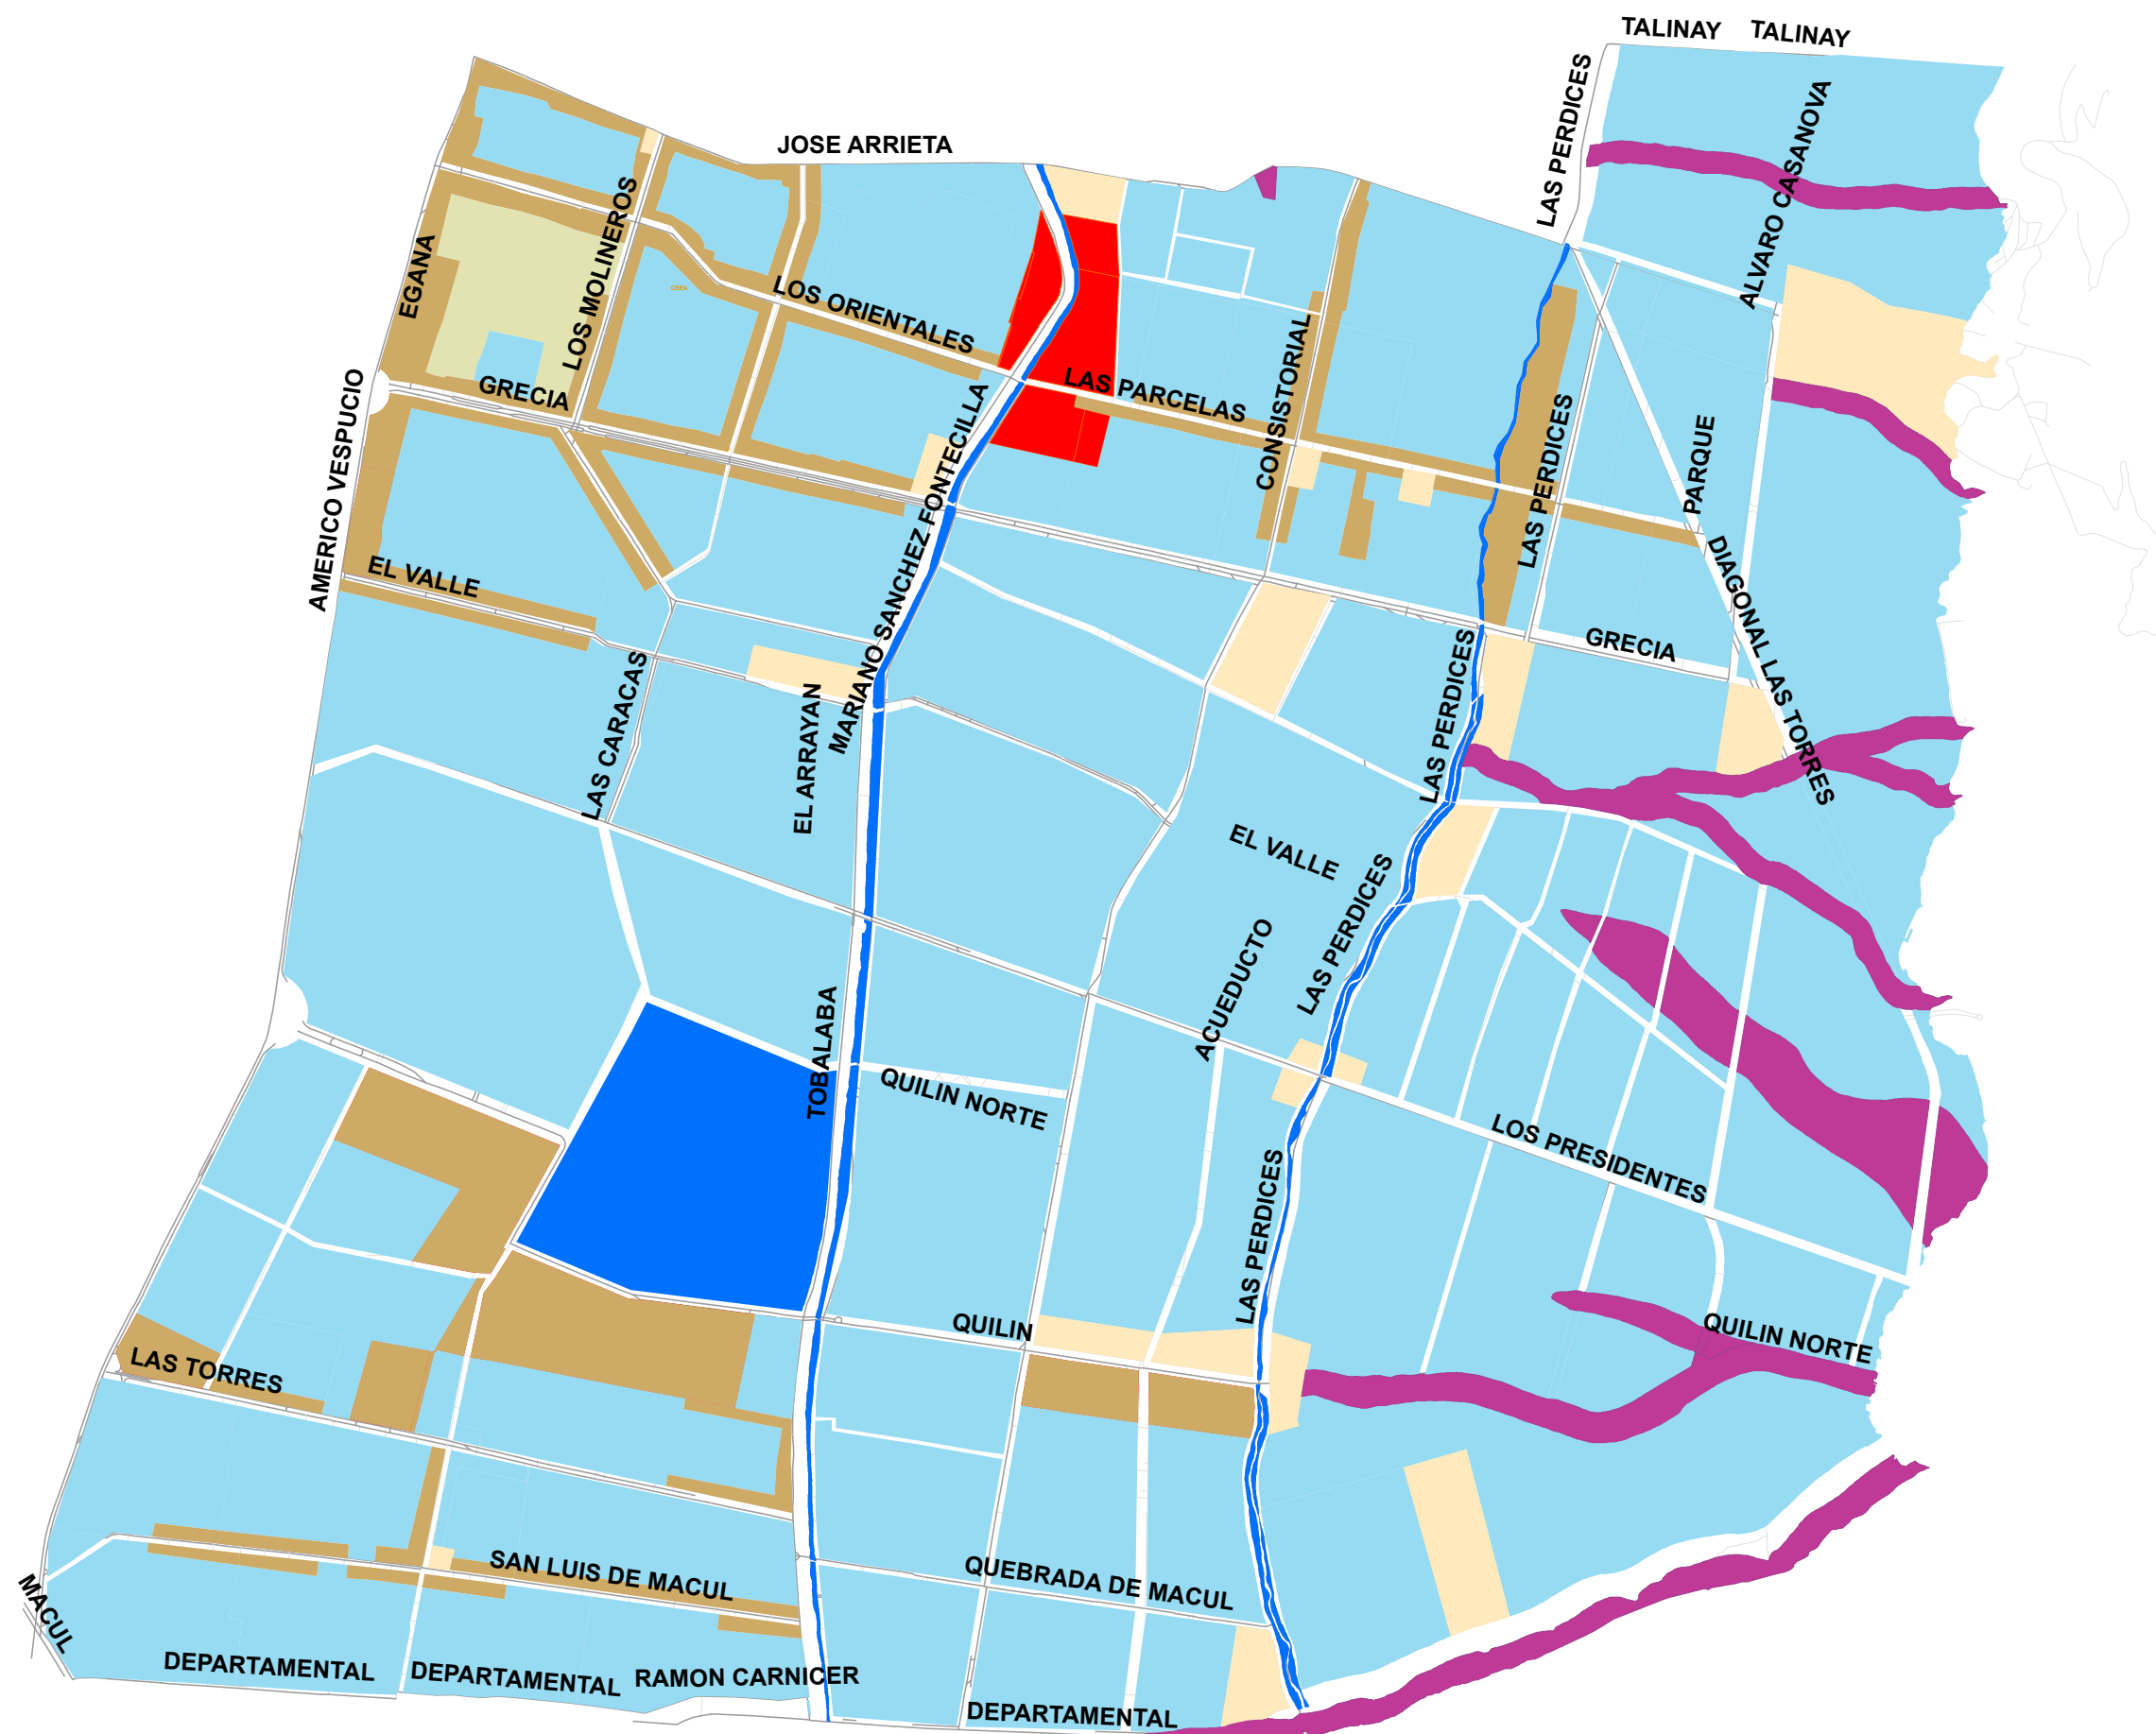 TALINAY
TALINAY
LAS PERDICES
JOSE ARRIETA
ALVARO CASANOVA
EGANA
LOS MOLINEROS
CEEA
LOS ORIENTALES
GRECIA
LAS PARCELAS
CONSISTORIAL
LAS PERDICES
PARQUE
AMERICO VESPUCIO
MARIANO SANCHEZ FONTECILLA
EL VALLE
DIAGONAL LAS TORRES
GRECIA
LAS CARACAS
EL ARRAYAN
LAS PERDICES
EL VALLE
LAS PERDICES
ACUEDUCTO
TOBALABA
QUILIN NORTE
LOS PRESIDENTES
LAS PERDICES
QUILIN
QUILIN NORTE
LAS TORRES
SAN LUIS DE MACUL
QUEBRADA DE MACUL
MACUL
DEPARTAMENTAL
DEPARTAMENTAL
RAMON CARNICER
DEPARTAMENTAL